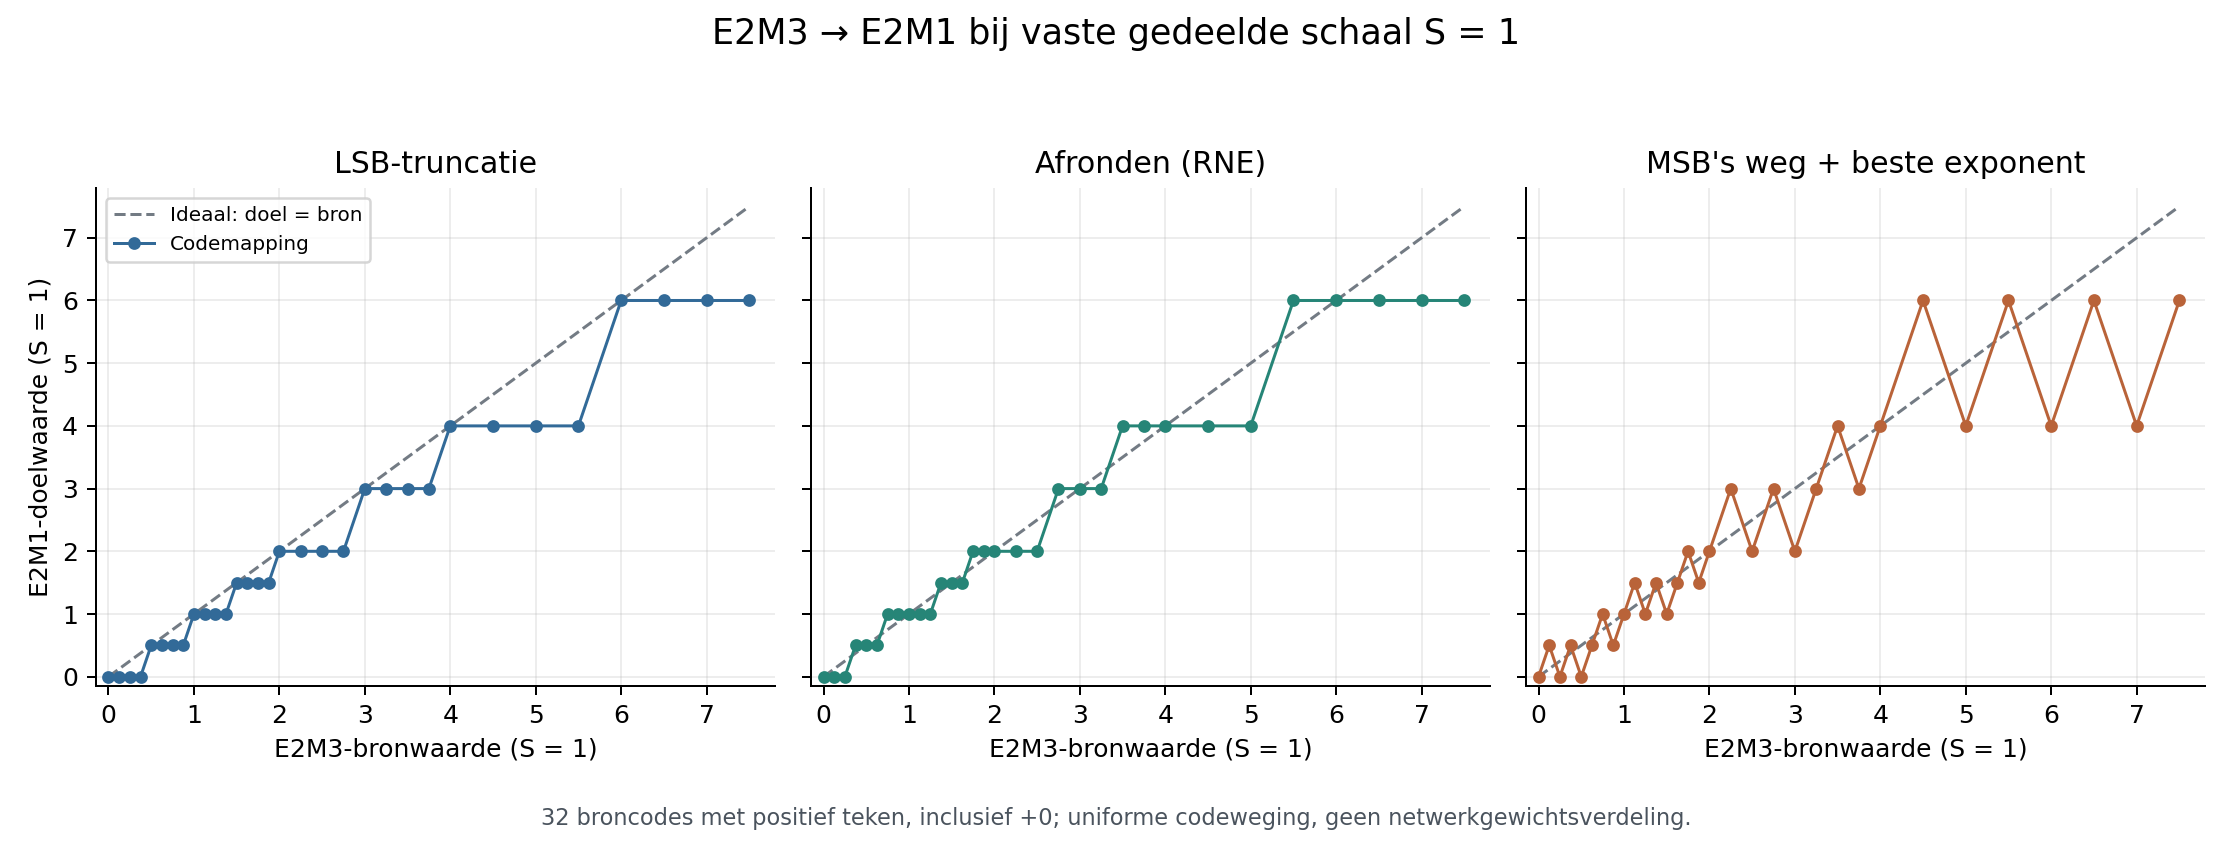 E2M3 → E2M1 bij vaste gedeelde schaal S = 1
LSB-truncatie
Ideaal: doel = bron
Codemapping
E2M1-doelwaarde (S = 1)
7
6
5
4
3
2
1
0
0 1 2 3 4 5 6 7
E2M3-bronwaarde (S = 1)
Afronden (RNE)
0 1 2 3 4 5 6 7
E2M3-bronwaarde (S = 1)
MSB's weg + beste exponent
0 1 2 3 4 5 6 7
E2M3-bronwaarde (S = 1)
32 broncodes met positief teken, inclusief +0; uniforme codeweging, geen netwerkgewichtsverdeling.